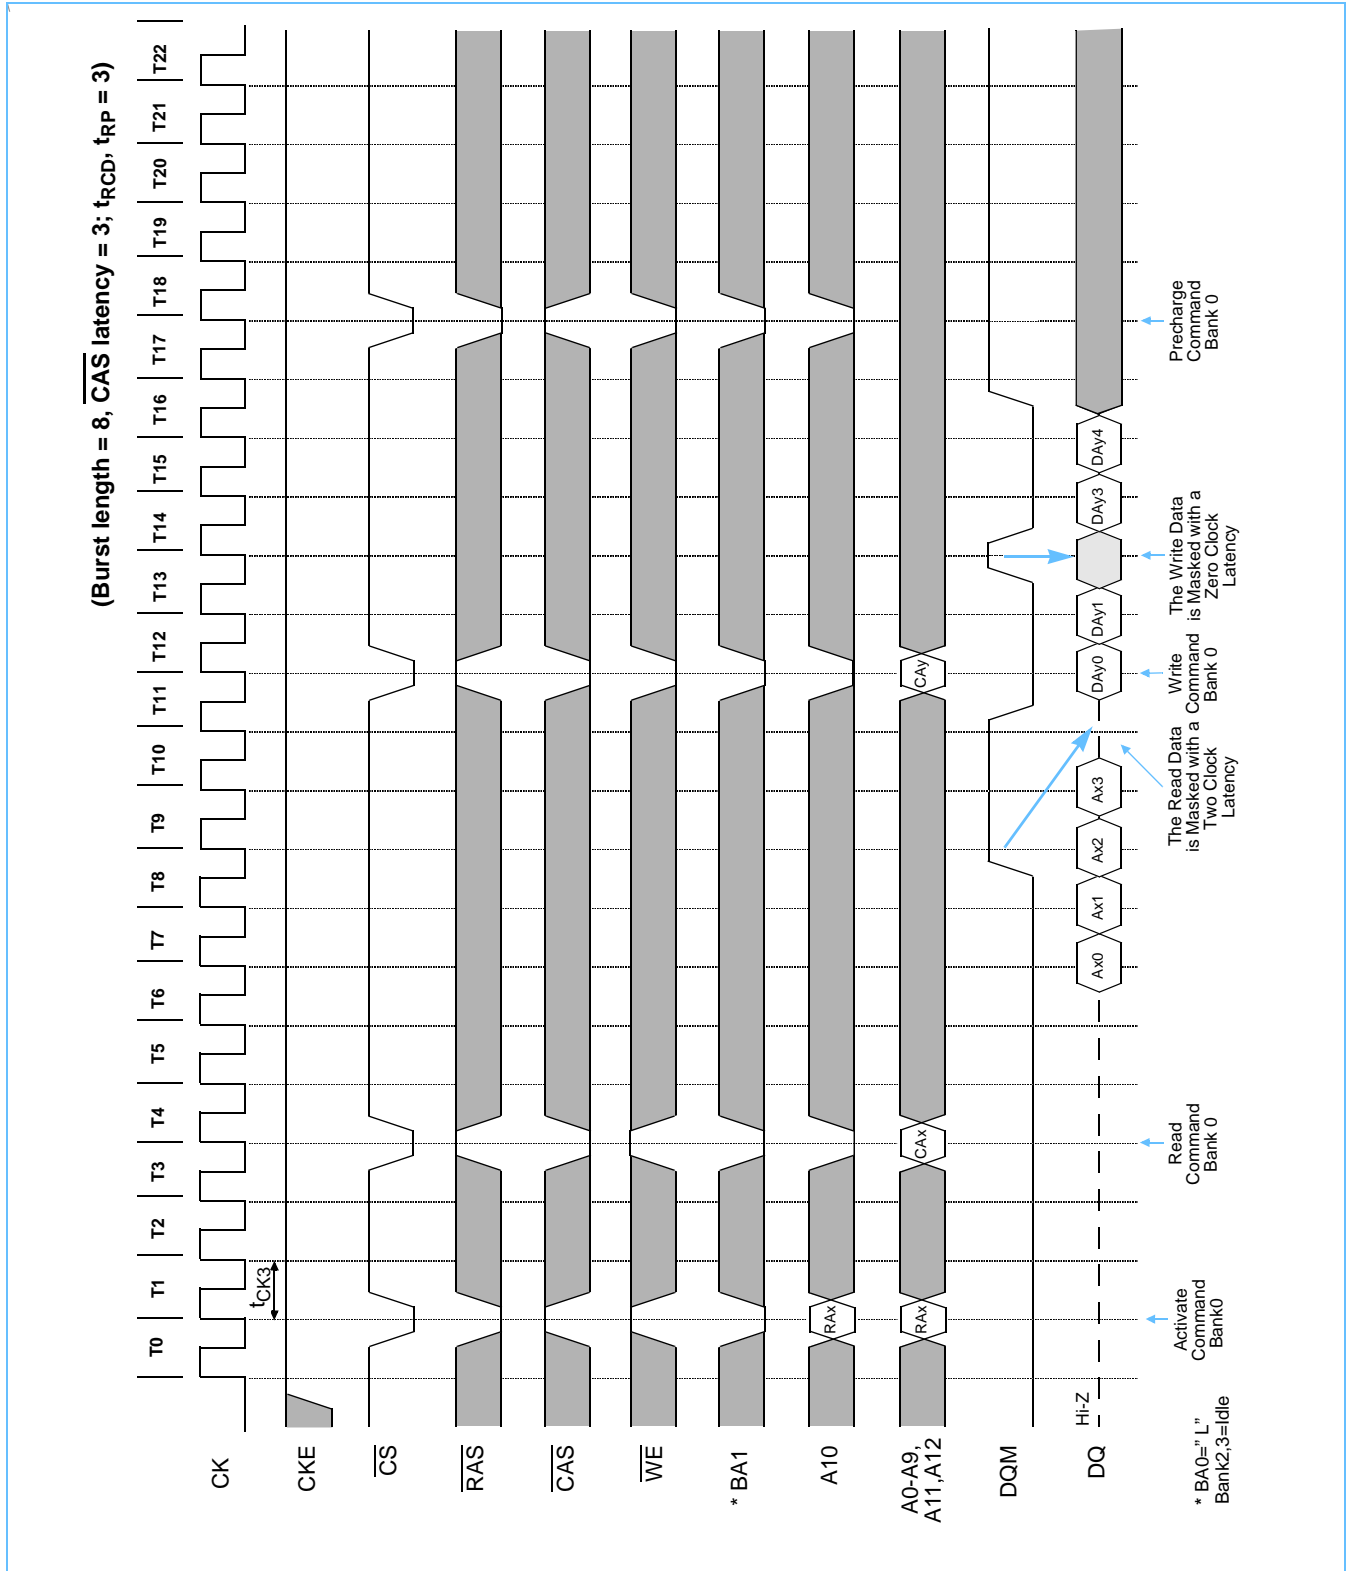 (Burst length = 8, CAS latency = 3; tRCD, tRP = 3)
T0 T1 T2 T3 T4 T5 T6 T7 T8 T9 T10 T11 T12 T13 T14 T15 T16 T17 T18 T19 T20 T21 T22
CK
tCK3
CKE
CS
RAS
CAS
WE
* BA1
A10
RAx
A0-A9,
A11,A12
RAx CAx CAy
DQM
DQ
Hi-Z
Ax0 Ax1 Ax2 Ax3 DAy0 DAy1 DAy3 DAy4
* BA0=" L"
Bank2,3=Idle
Activate
Command
Bank0
Read
Command
Bank 0
The Read Data
is Masked with a
Two Clock
Latency
Write
Command
Bank 0
The Write Data
is Masked with a
Zero Clock
Latency
Precharge
Command
Bank 0